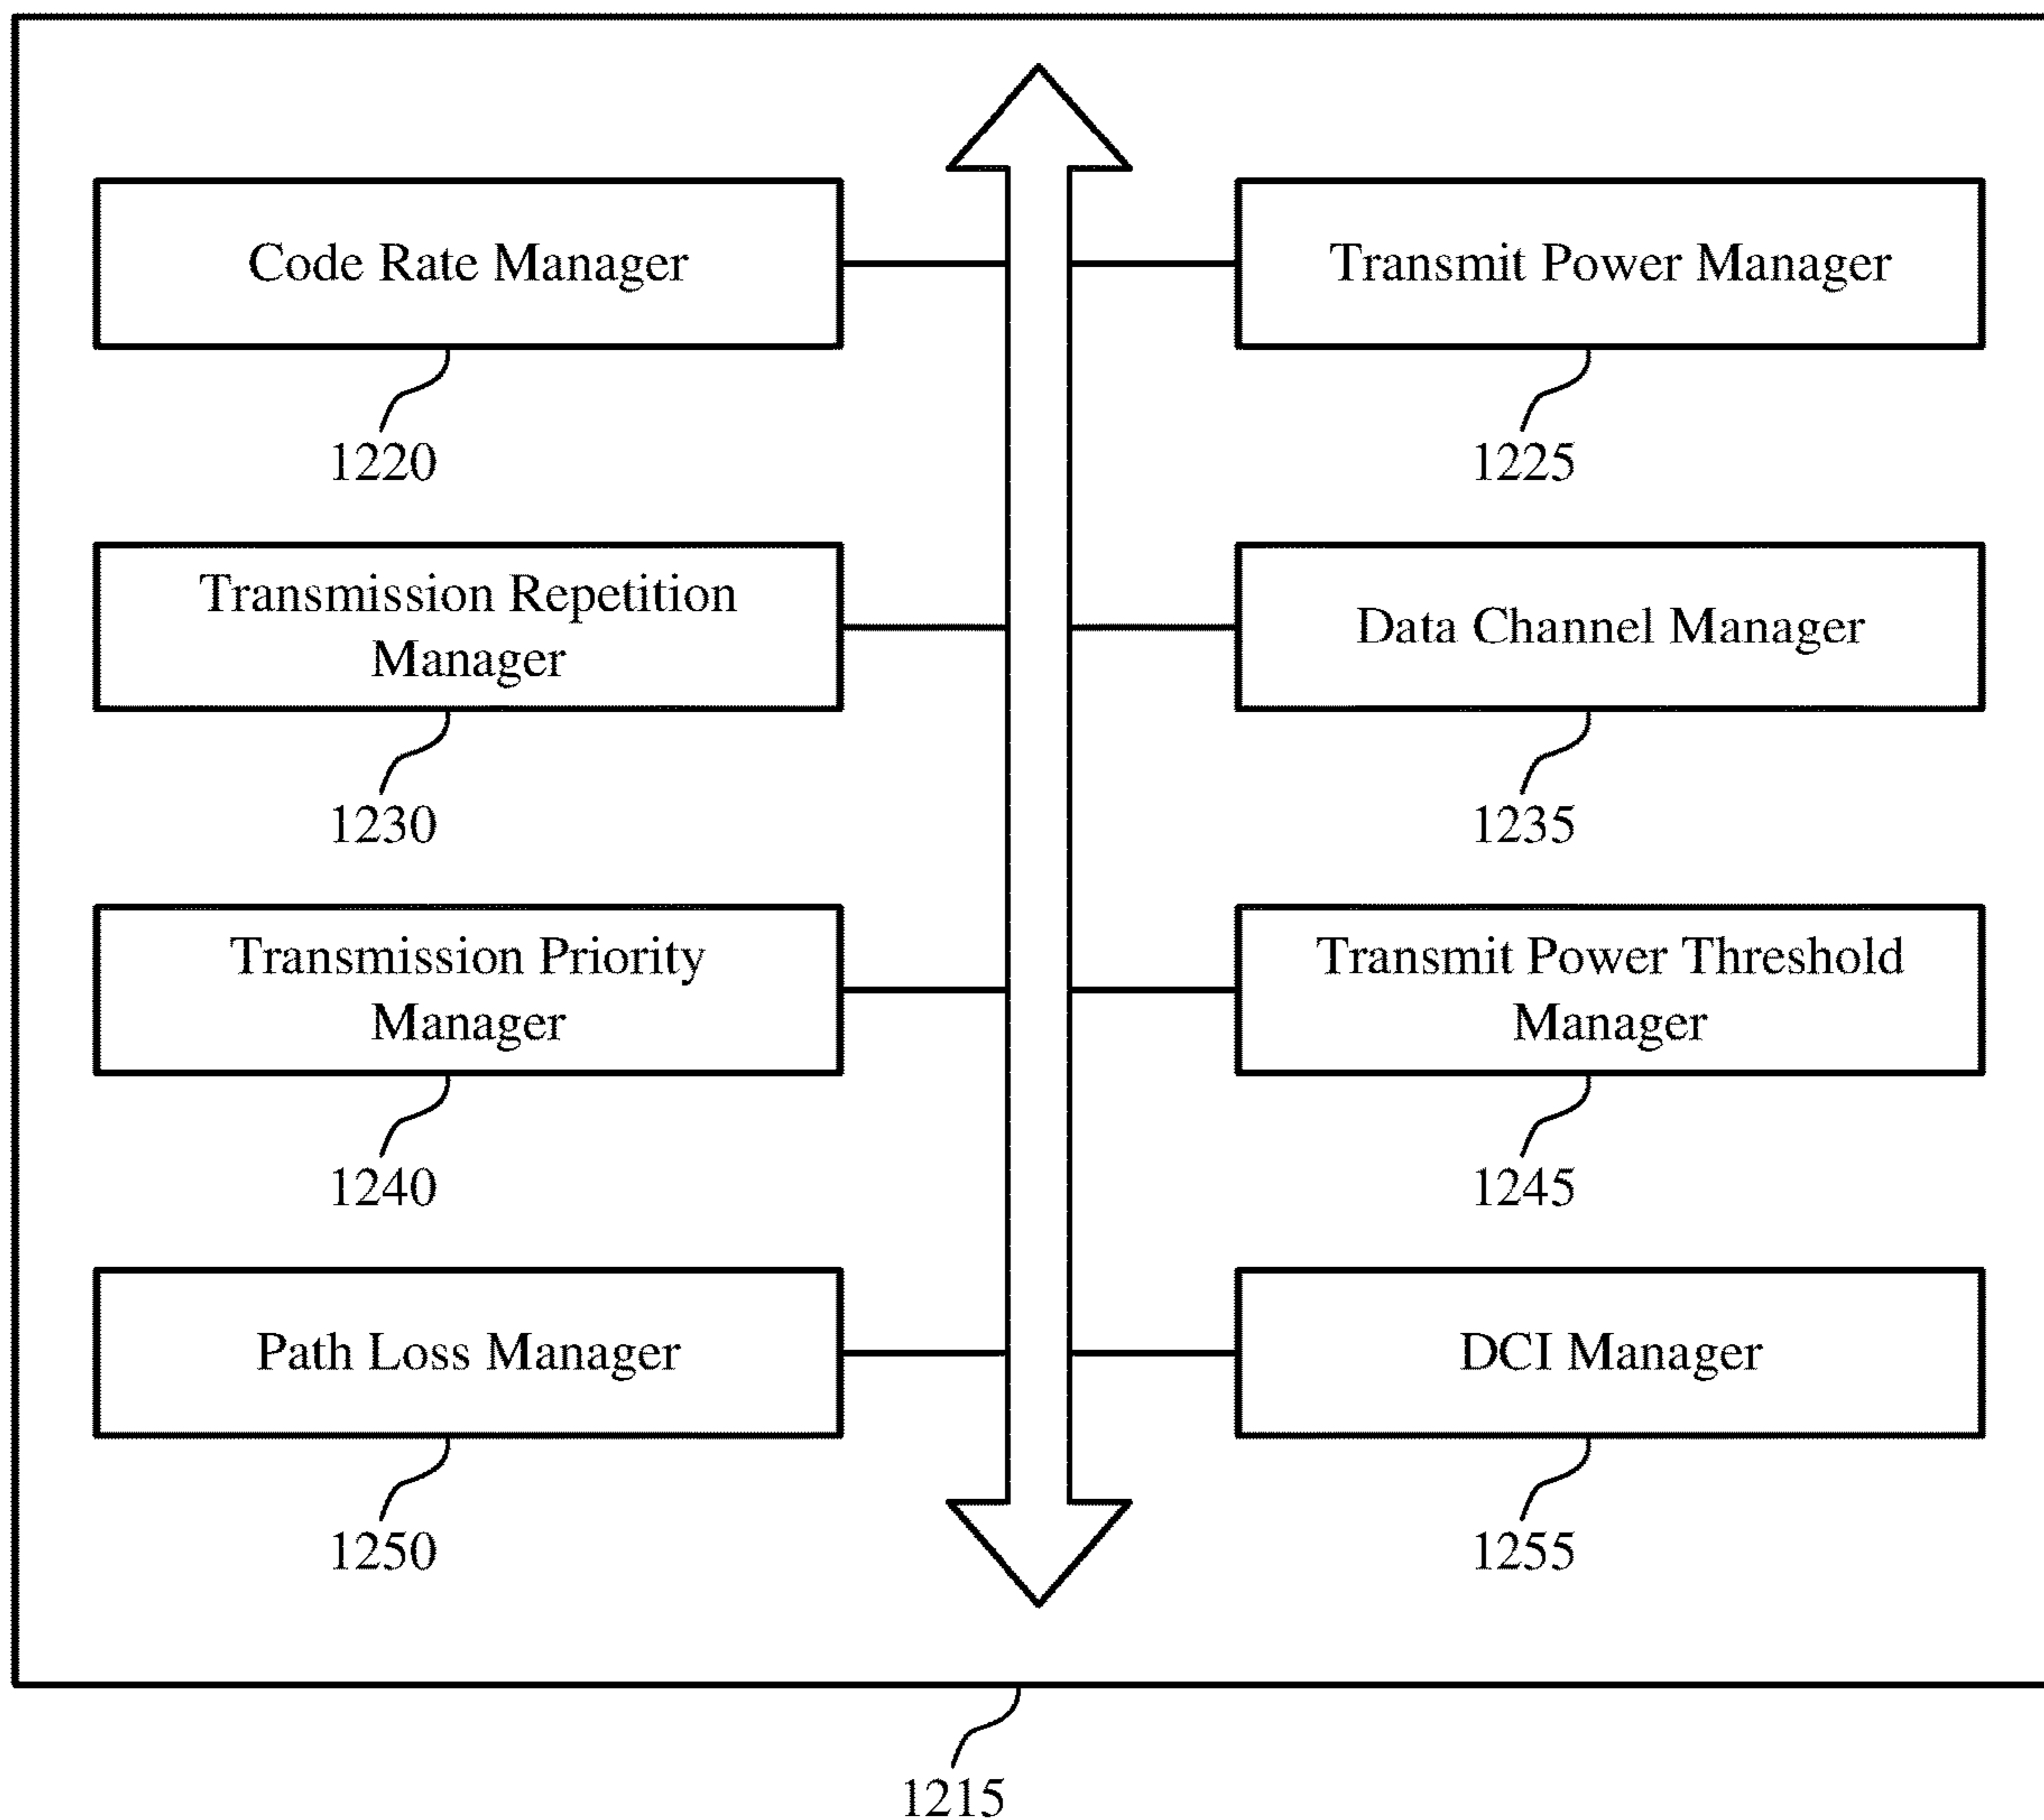 Code Rate Manager
1220
Transmit Power Manager
1225
Transmission Repetition
Manager
1230
Data Channel Manager
1235
Transmission Priority
Manager
1240
Transmit Power Threshold
Manager
1245
Path Loss Manager
1250
DCI Manager
1255
1215